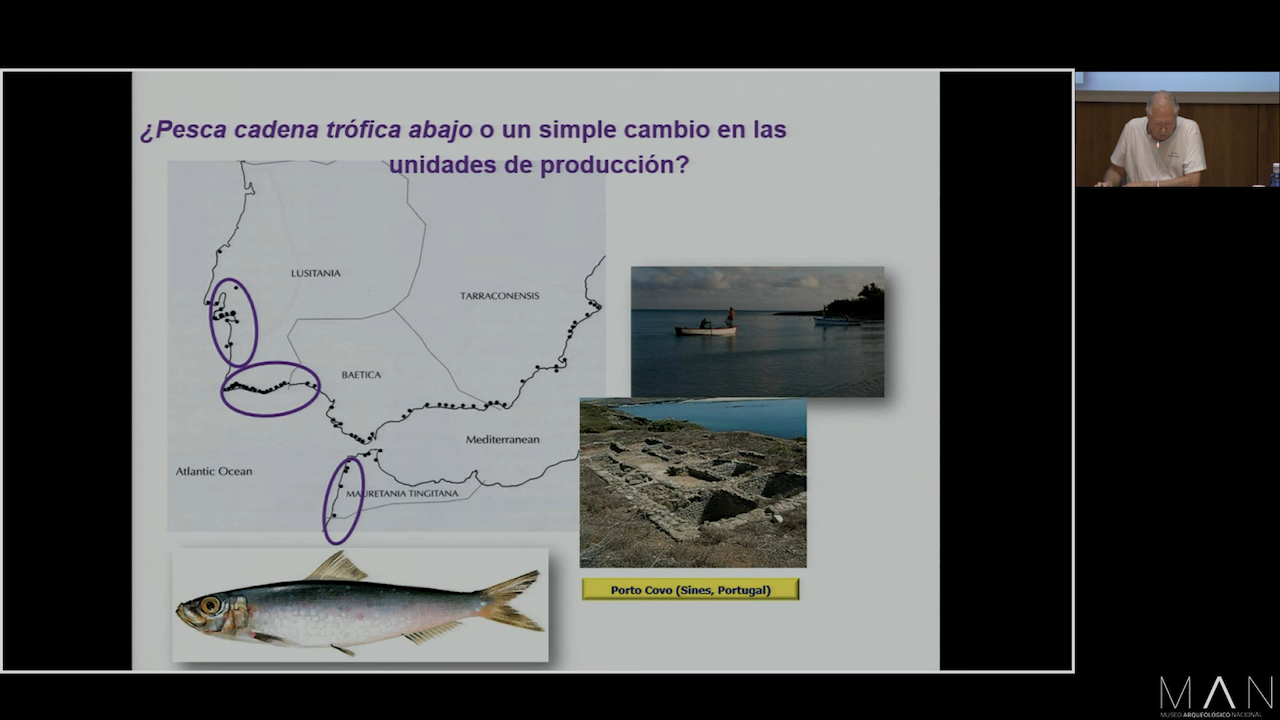 ¿Pesca cadena trófica abajo o un simple cambio en las
unidades de producción?
LUSITANIA
TARRACONENSIS
BAETICA
Mediterranean
Atlantic Ocean
MAURETANIA TINGITANA
Porto Covo (Sines, Portugal)
MAN
MUSEO ARQUEOLÓGICO NACIONAL